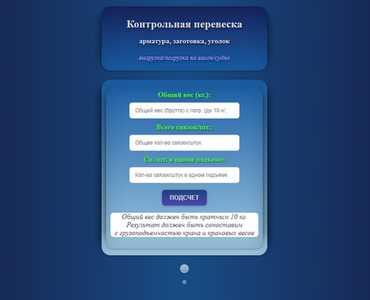 Контрольная перевеска
арматура, заготовка, уголок
выгрузка/погрузка на вагон/судно
Общий вес (кг.):
Общий вес (брутто) с погр. (до 10 кг.)
Всего связок/шт.:
Общее кол-во связок/штук
Св./шт. в одном подъеме:
Кол-во связок/штук в одном подъеме
ПОДСЧЕТ
Общий вес должен быть кратным 10 кг.
Результат должен быть сопоставим
с грузоподъемностью крана и крановых весов